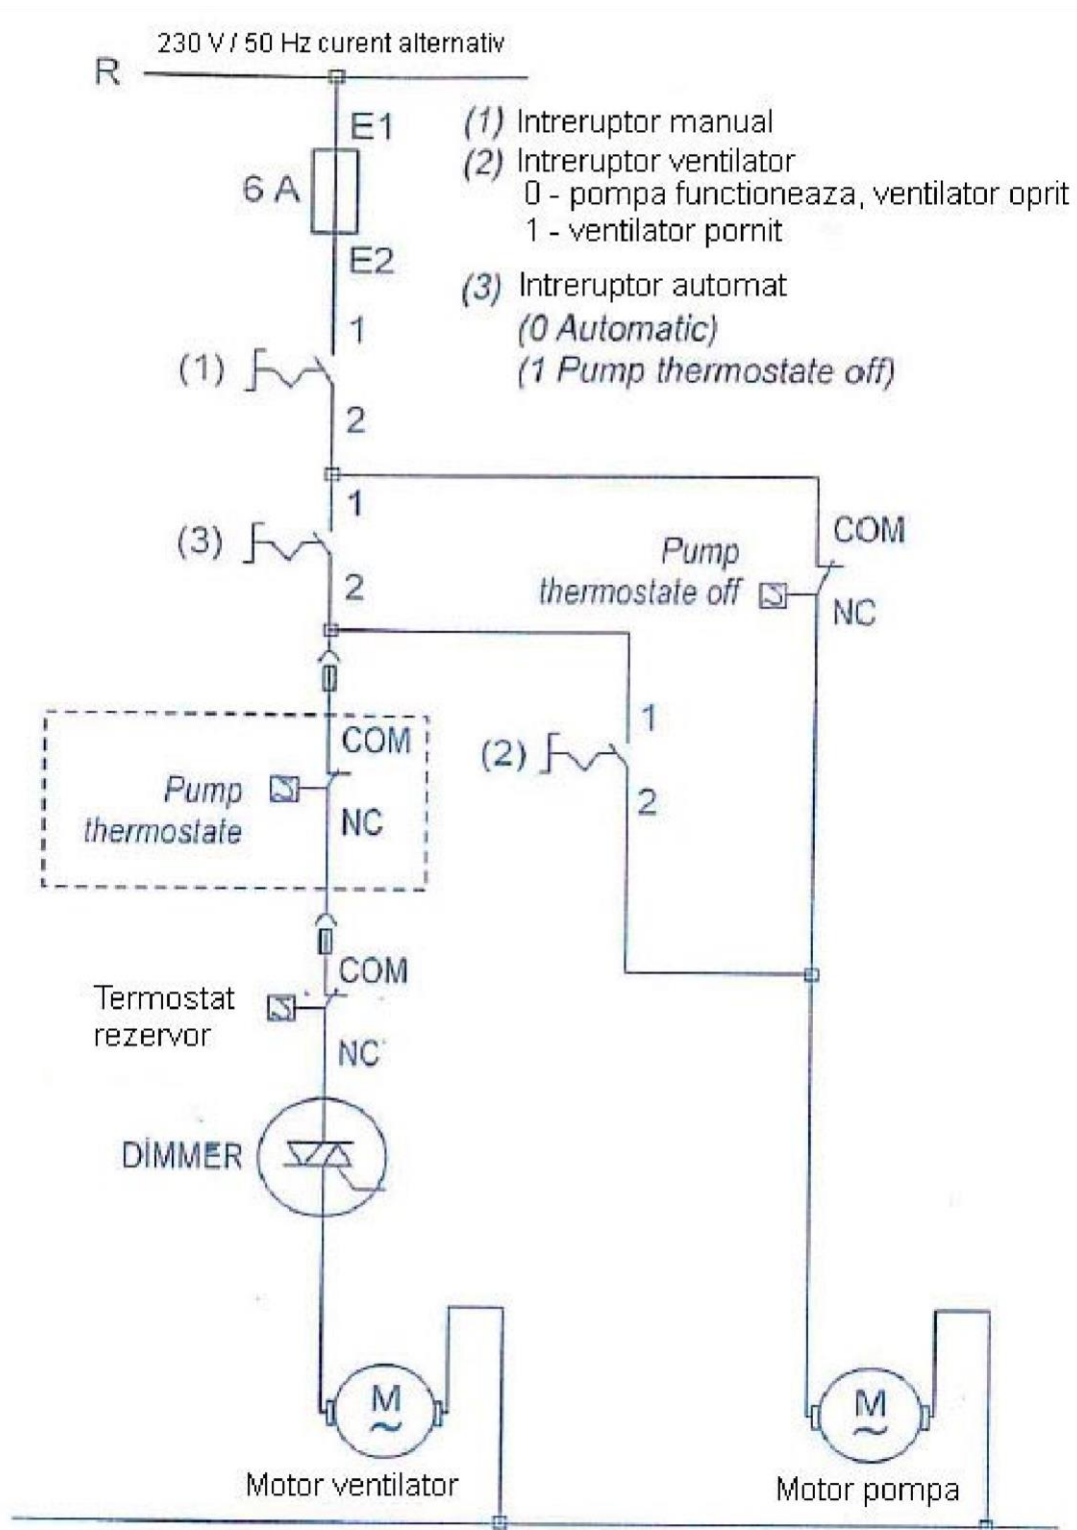 230 V / 50 Hz curent alternativ
R
E1
6 A
E2
(1) Intreruptor manual
(2) Intreruptor ventilator
0 - pompa functioneaza, ventilator oprit
1 - ventilator pornit
(3) Intreruptor automat
(0 Automatic)
(1 Pump thermostate off)
1
(1)
2
1
(3)
2
COM
Pump
thermostate off
NC
COM
Pump
thermostate
NC
1
(2)
2
COM
Termostat
rezervor
NC
DİMMER
M
~
Motor ventilator
M
~
Motor pompa